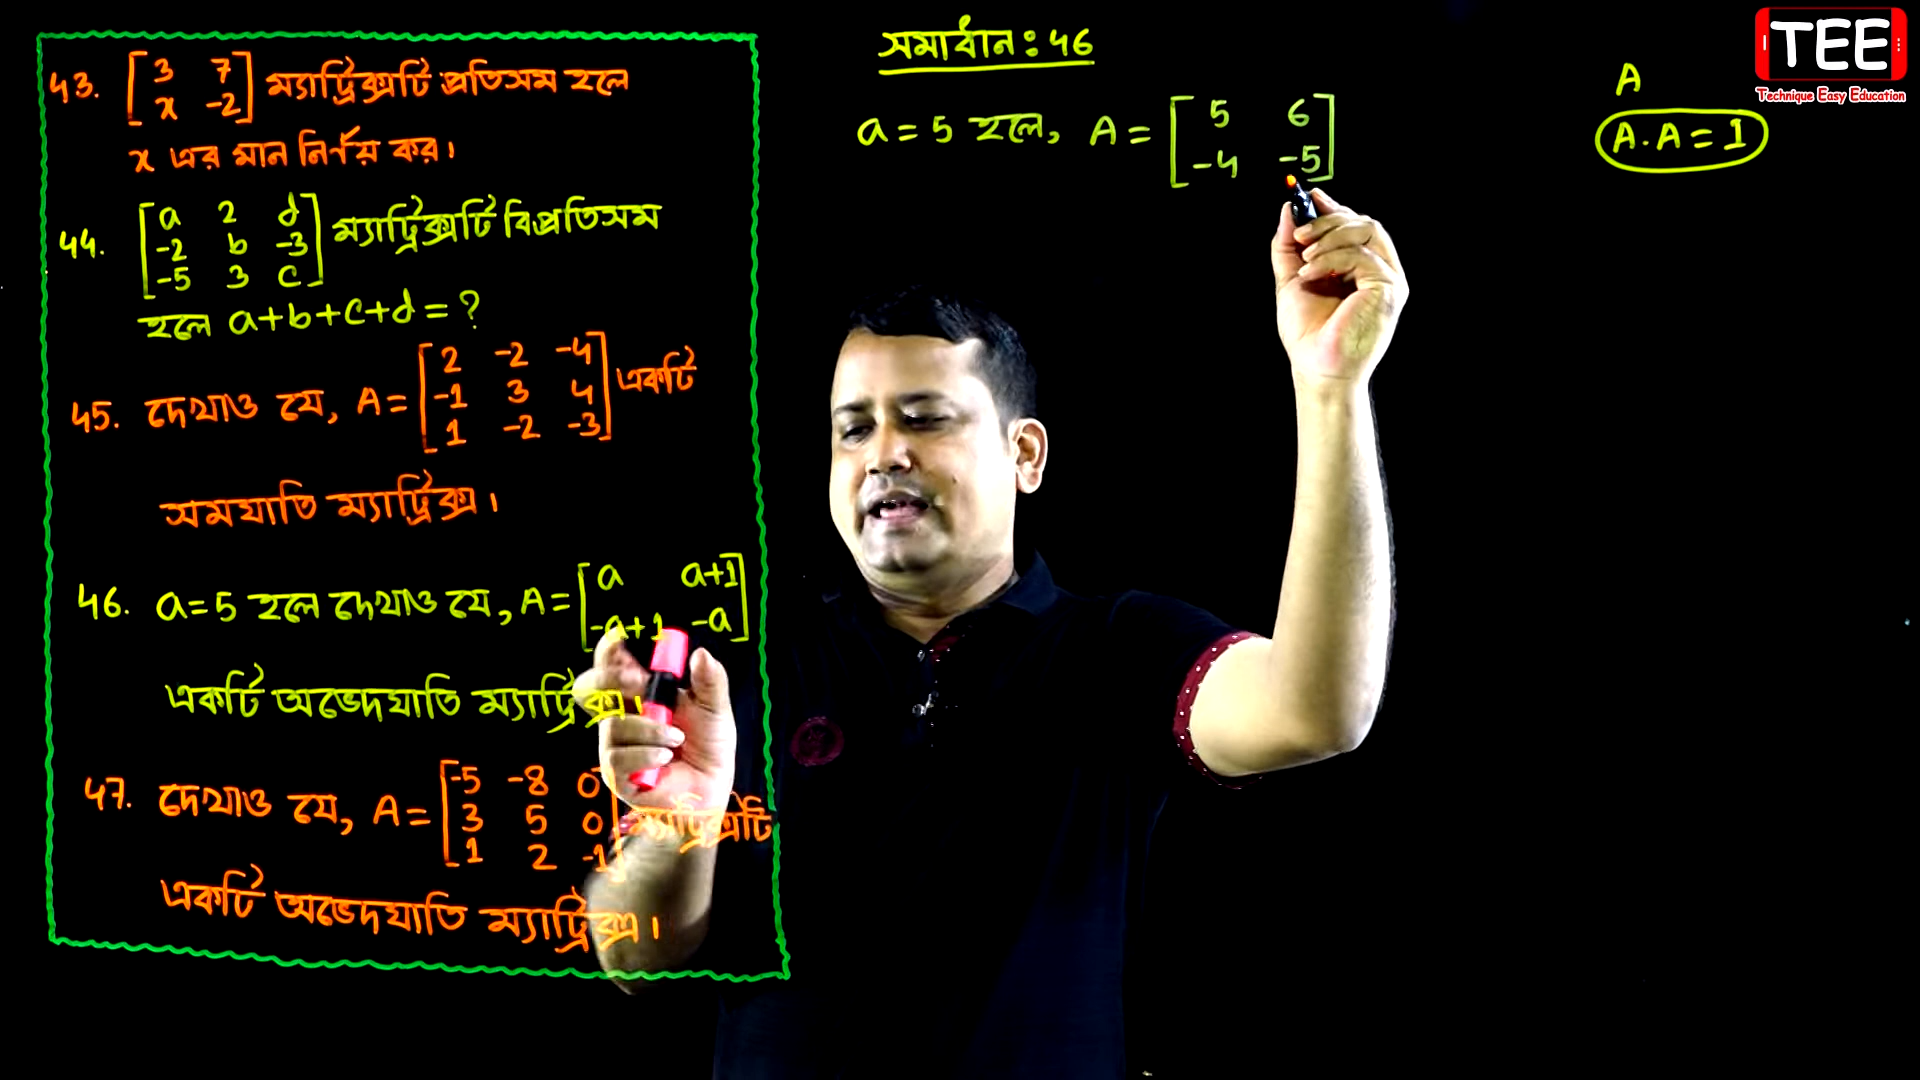 43. [3 7
x -2] ম্যাট্রিক্সটি প্রতিসম হলে
x এর মান নির্ণয় কর।
44. [a 2 d
-2 b -3
-5 3 c] ম্যাট্রিক্সটি বিপ্রতিসম
হলে a+b+c+d=?
45. দেখাও যে, A= [2 -2 -4
-1 3 4
1 -2 -3] একটি
সমঘাতি ম্যাট্রিক্স।
46. a=5 হলে দেখাও যে, A= [a a+1
-a+1 -a]
একটি অভেদঘাতি ম্যাট্রিক্স।
47. দেখাও যে, A= [-5 -8 0
3 5 0
1 2 -1] ম্যাট্রিক্সটি
একটি অভেদঘাতি ম্যাট্রিক্স।
সমাধান: 46
a=5 হলে, A= [5 6
-4 -5]
A
A.A=1
TEE
Technique Easy Education